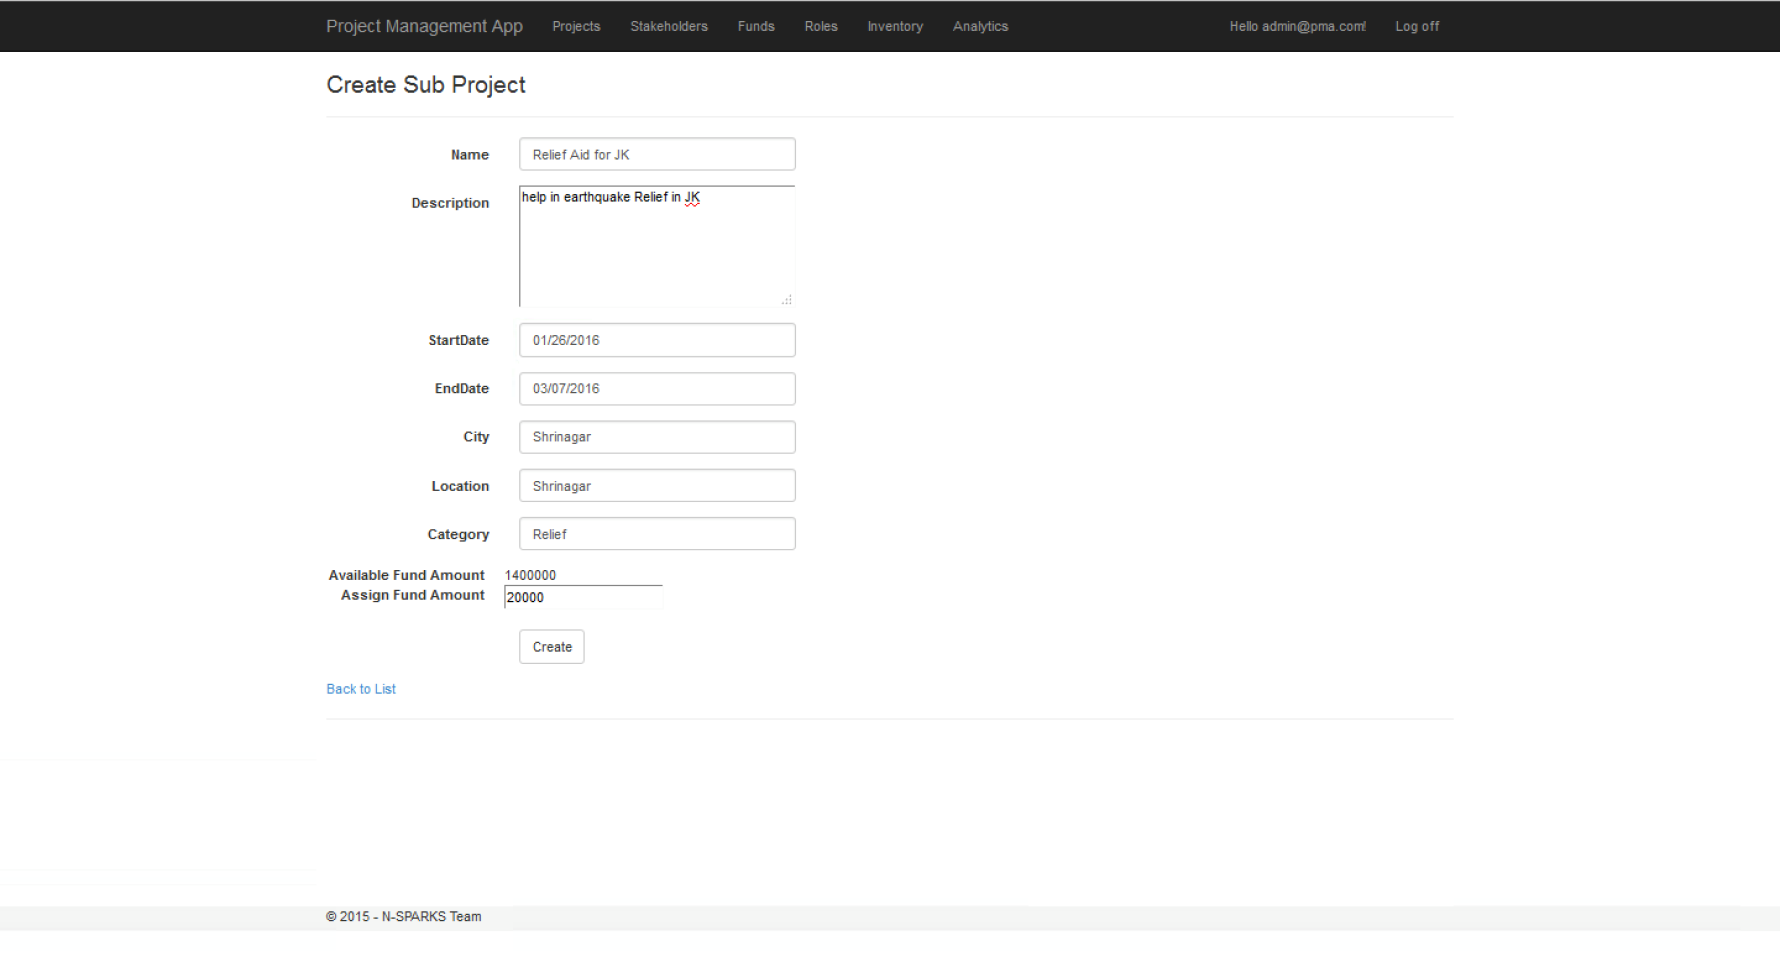 Project Management App Projects Stakeholders Funds Roles Inventory Analytics Hello admin@pma.com! Log off
Create Sub Project
Name Relief Aid for JK
Description help in earthquake Relief in JK
StartDate 01/26/2016
EndDate 03/07/2016
City Shrinagar
Location Shrinagar
Category Relief
Available Fund Amount 1400000
Assign Fund Amount 20000
Create
Back to List
© 2015 - N-SPARKS Team